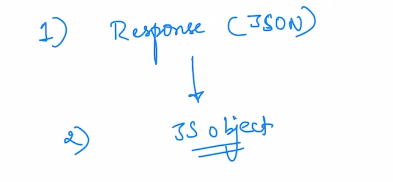 1) Response (JSON)
↓
2) JS object